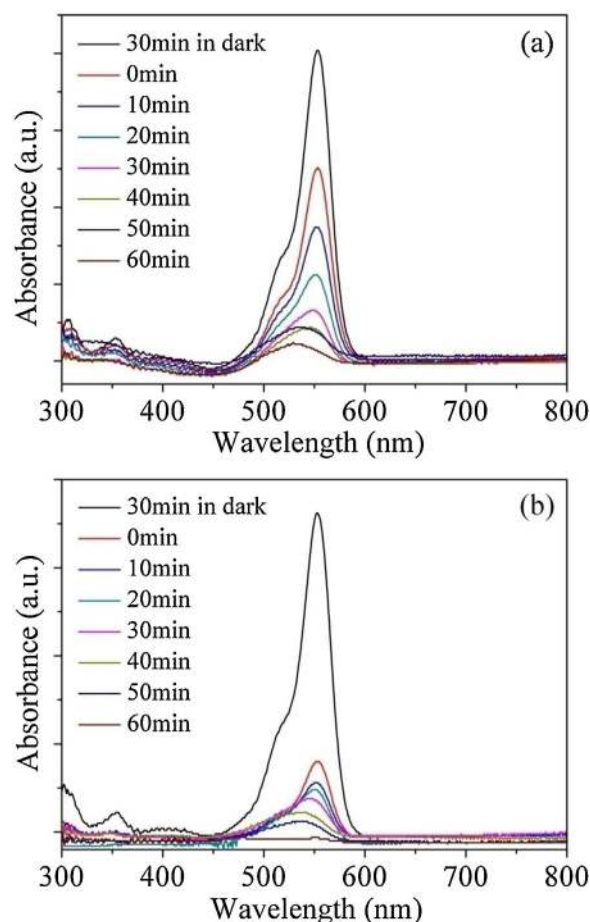 (a)
30min in dark
0min
10min
20min
30min
40min
50min
60min
Absorbance (a.u.)
300 400 500 600 700 800
Wavelength (nm)
(b)
30min in dark
0min
10min
20min
30min
40min
50min
60min
Absorbance (a.u.)
300 400 500 600 700 800
Wavelength (nm)